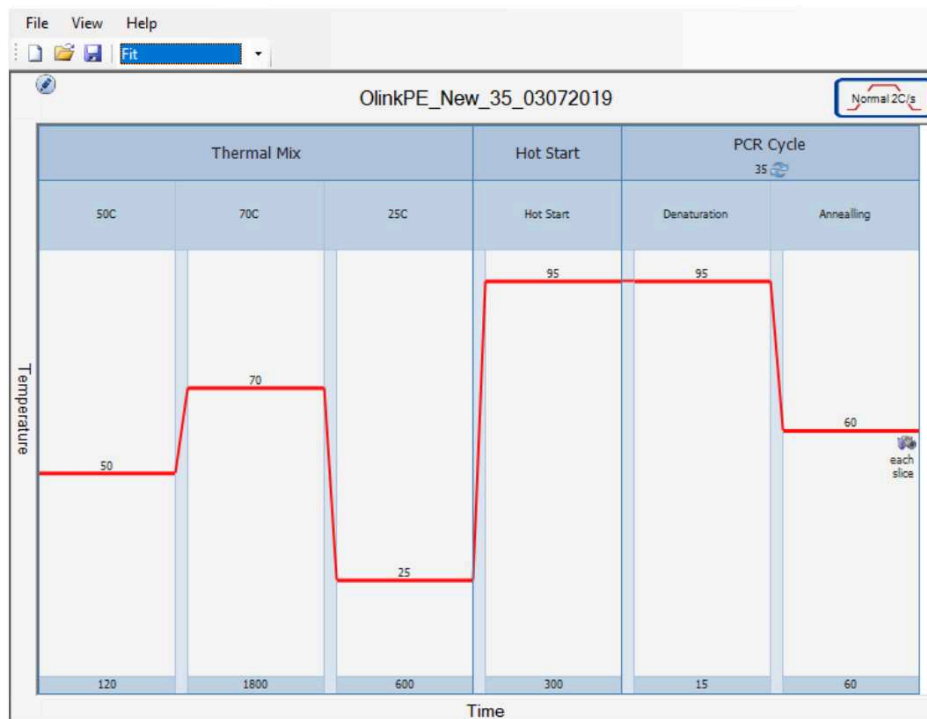 File View Help
Fit
OlinkPE_New_35_03072019
Normal 2C/s
Thermal Mix Hot Start PCR Cycle
35
50C 70C 25C Hot Start Denaturation Annealling
95 95
70
60
50
each
slice
25
Temperature
120 1800 600 300 15 60
Time